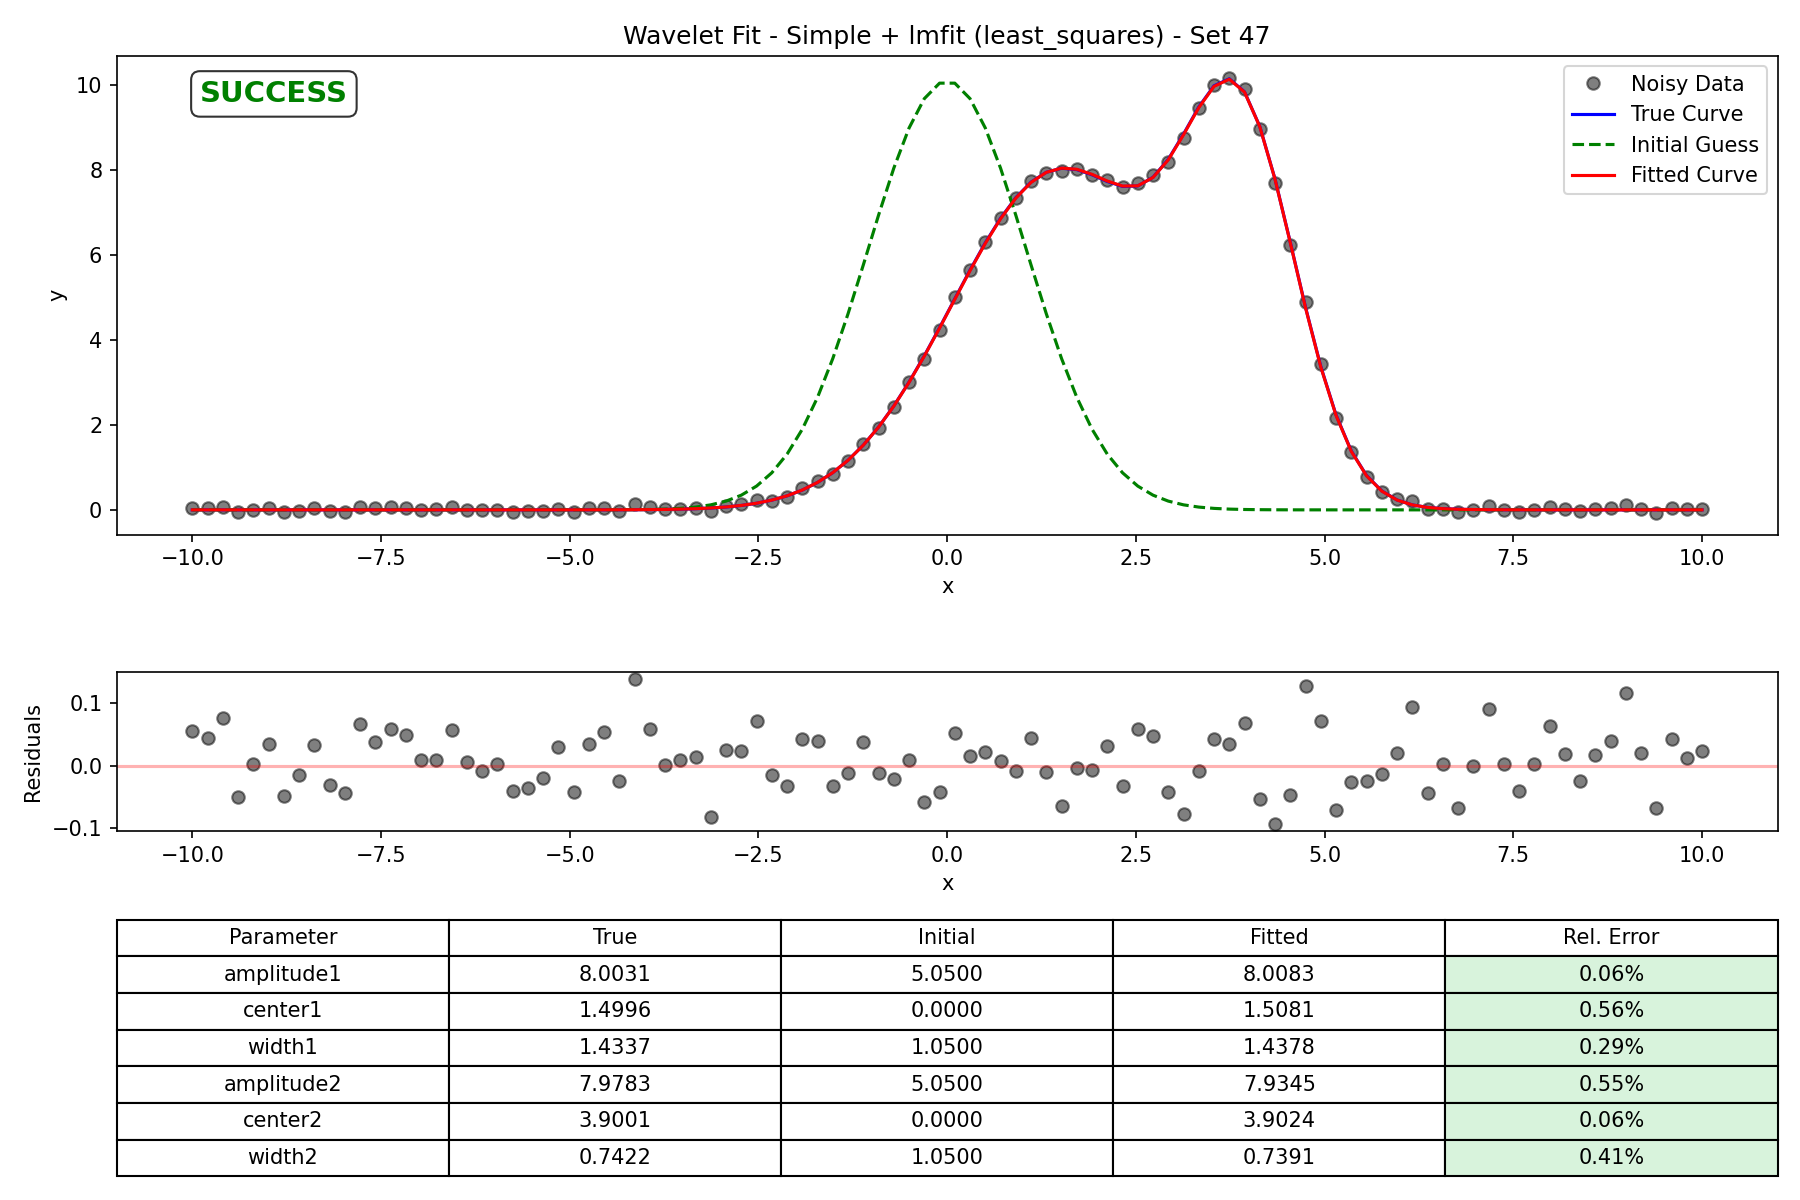 Wavelet Fit - Simple + lmfit (least_squares) - Set 47
SUCCESS
Noisy Data
True Curve
Initial Guess
Fitted Curve
10
8
6
4
2
0
y
−10.0 −7.5 −5.0 −2.5 0.0 2.5 5.0 7.5 10.0
x
0.1
0.0
−0.1
Residuals
−10.0 −7.5 −5.0 −2.5 0.0 2.5 5.0 7.5 10.0
x
Parameter True Initial Fitted Rel. Error
amplitude1 8.0031 5.0500 8.0083 0.06%
center1 1.4996 0.0000 1.5081 0.56%
width1 1.4337 1.0500 1.4378 0.29%
amplitude2 7.9783 5.0500 7.9345 0.55%
center2 3.9001 0.0000 3.9024 0.06%
width2 0.7422 1.0500 0.7391 0.41%